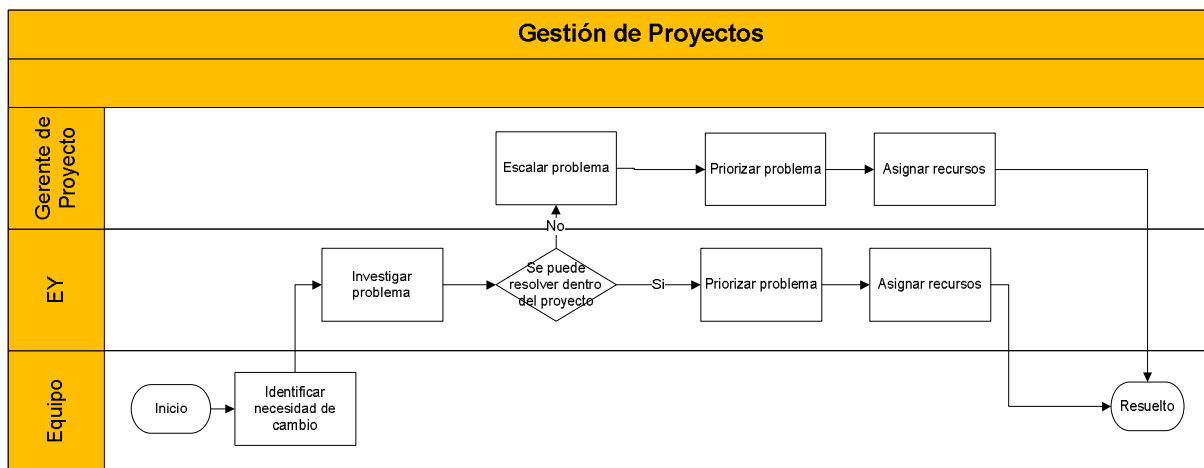 Gestión de Proyectos
Gerente de
Proyecto
Escalar problema
Priorizar problema
Asignar recursos
No
EY
Investigar
problema
Se puede
resolver dentro
del proyecto
Si
Priorizar problema
Asignar recursos
Equipo
Inicio
Identificar
necesidad de
cambio
Resuelto